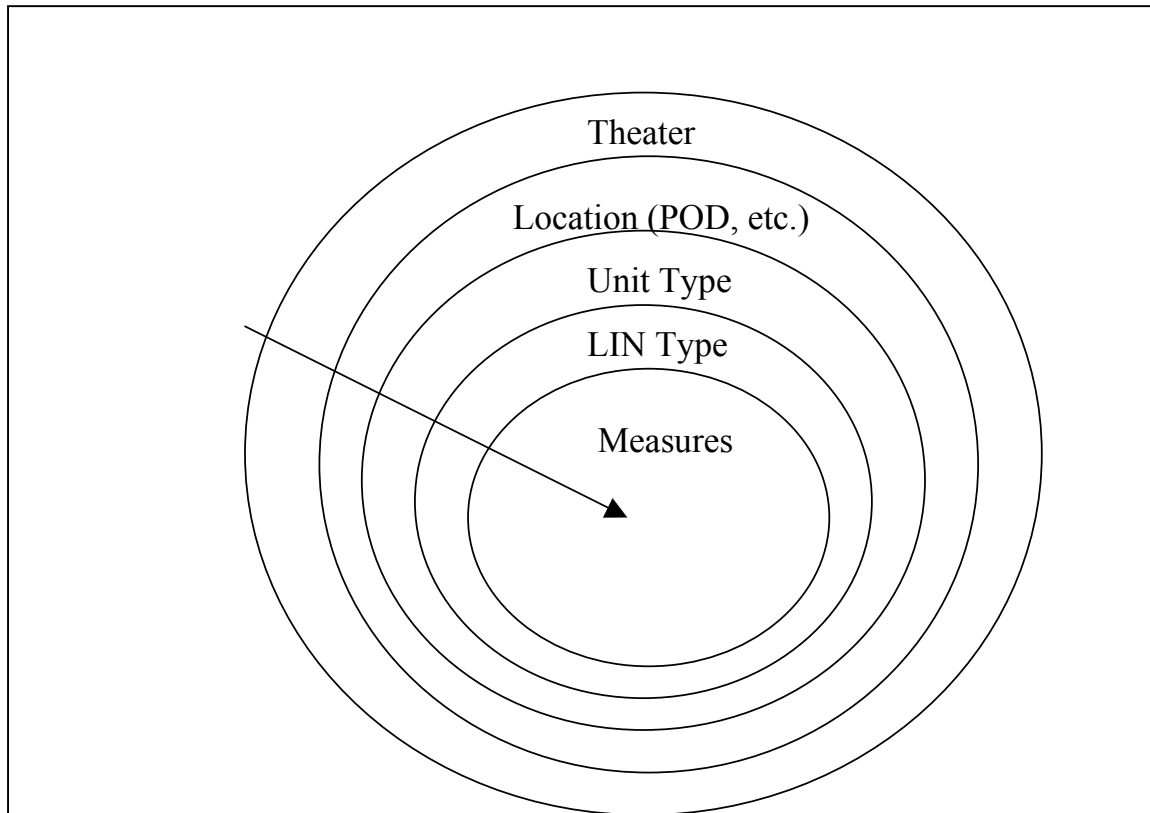 Theater
Location (POD, etc.)
Unit Type
LIN Type
Measures